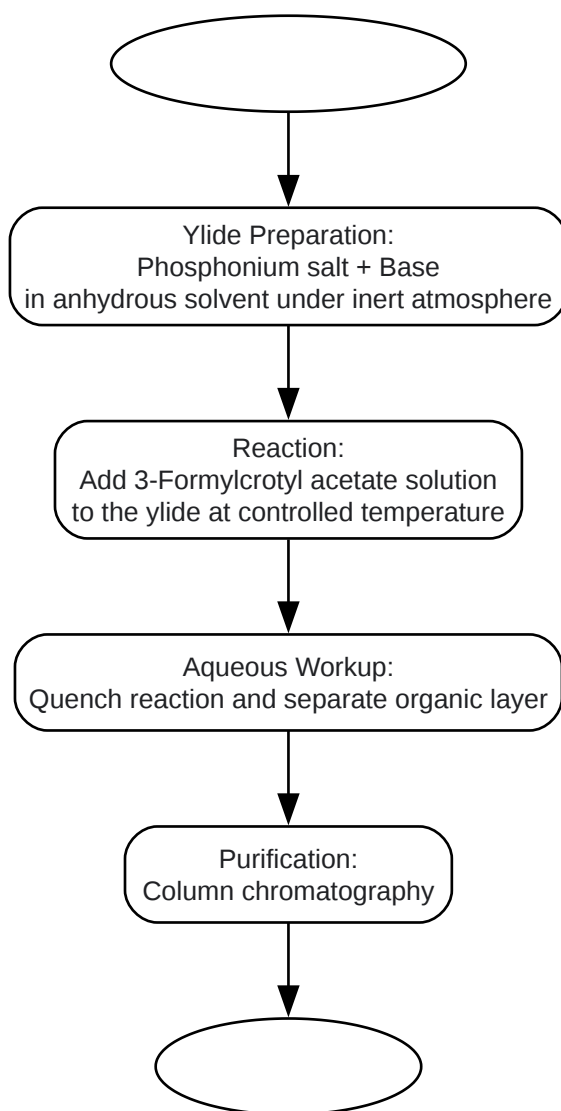 Ylide Preparation:
Phosphonium salt + Base
in anhydrous solvent under inert atmosphere
Reaction:
Add 3-Formylcrotyl acetate solution
to the ylide at controlled temperature
Aqueous Workup:
Quench reaction and separate organic layer
Purification:
Column chromatography